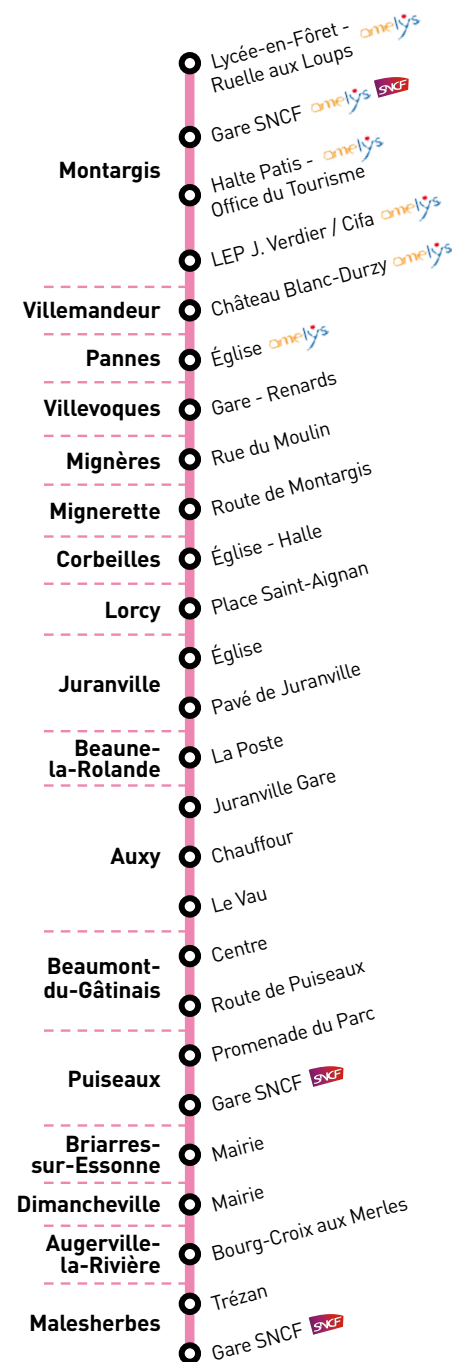 Montargis
Lycée-en-Fôret - amelys
Ruelle aux Loups
Gare SNCF amelys SNCF
Halte Patis - amelys
Office du Tourisme
LEP J. Verdier / Cifa amelys
Villemandeur
Château Blanc-Durzy amelys
Pannes
Église amelys
Villevoques
Gare - Renards
Mignères
Rue du Moulin
Mignerette
Route de Montargis
Corbeilles
Église - Halle
Lorcy
Place Saint-Aignan
Juranville
Église
Pavé de Juranville
Beaune-
la-Rolande
La Poste
Auxy
Juranville Gare
Chauffour
Le Vau
Beaumont-
du-Gâtinais
Centre
Route de Puiseaux
Puiseaux
Promenade du Parc
Gare SNCF SNCF
Briarres-
sur-Essonne
Mairie
Dimancheville
Mairie
Augerville-
la-Rivière
Bourg-Croix aux Merles
Malesherbes
Trézan
Gare SNCF SNCF